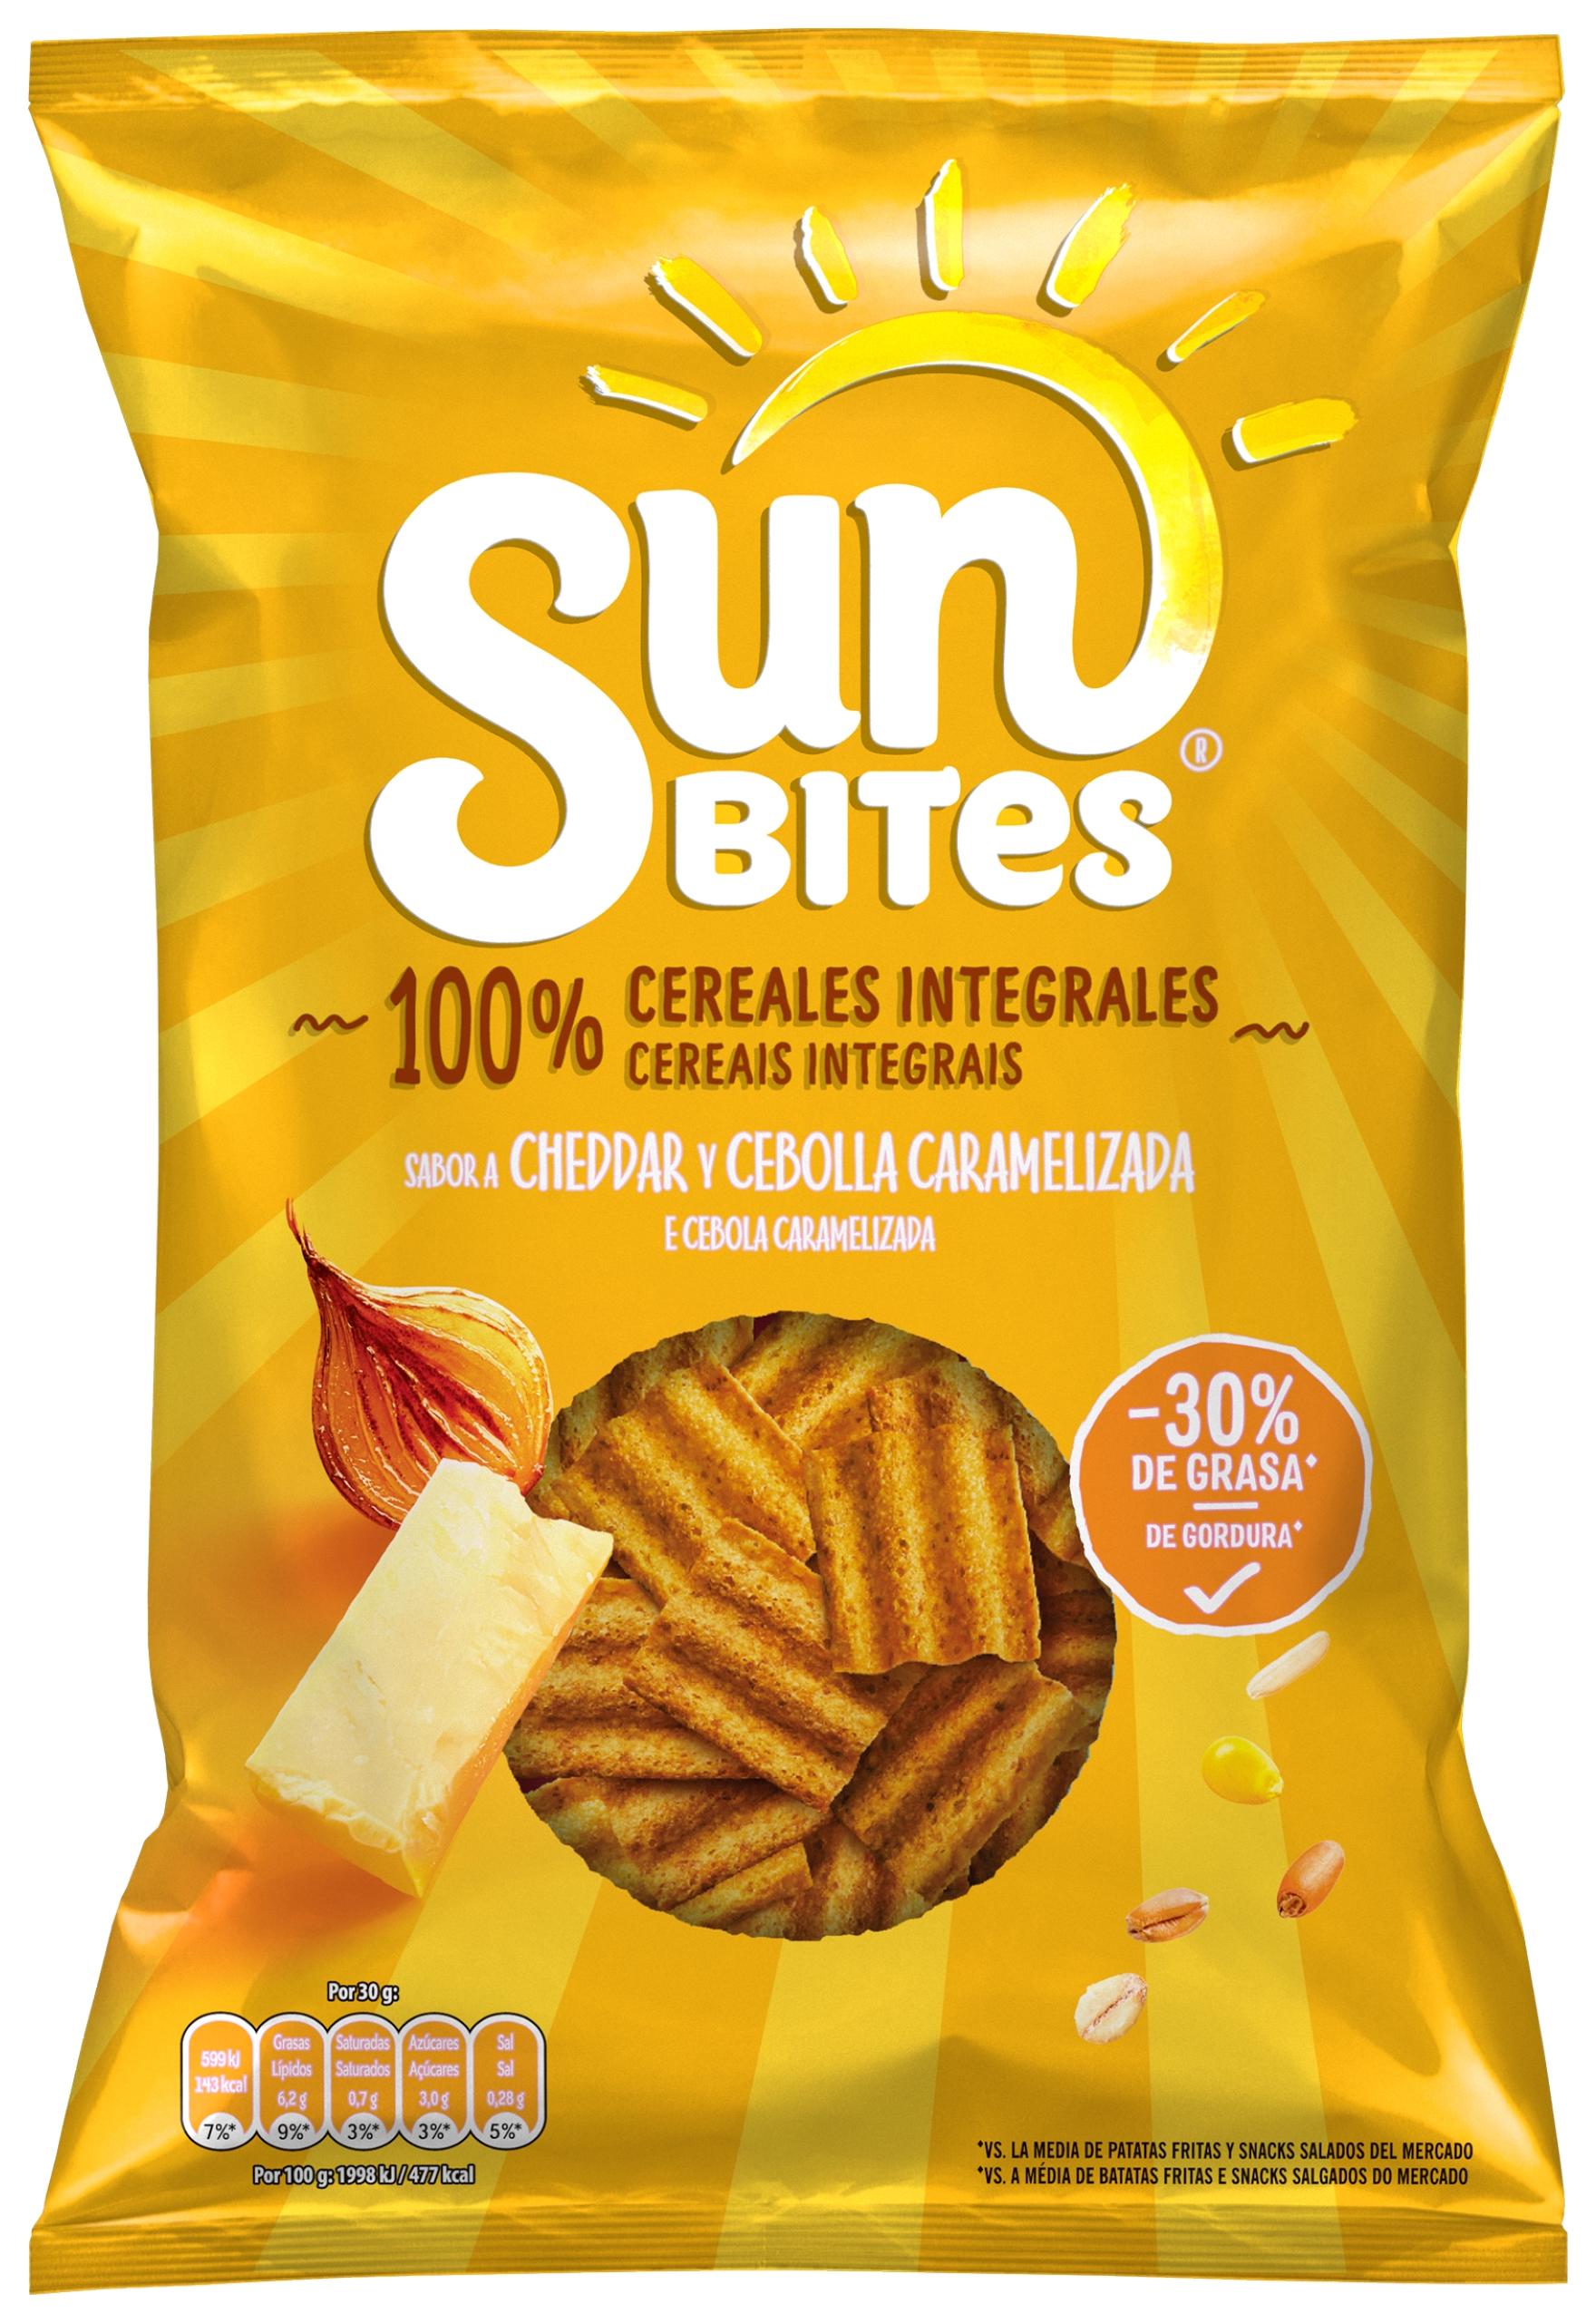 Sun
BITes
®
100% CEREALES INTEGRALES
CEREAIS INTEGRAIS
SABOR A CHEDDAR Y CEBOLLA CARAMELIZADA
E CEBOLA CARAMELIZADA
-30%
DE GRASA♦
DE GORDURA♦
Por 30 g:
599 kJ
143 kcal
7%*
Grasas
Lípidos
6,2 g
9%*
Saturadas
Saturados
0,7 g
3%*
Azúcares
Açúcares
3,0 g
3%*
Sal
Sal
0,28 g
5%*
Por 100 g: 1998 kJ / 477 kcal
♦VS. LA MEDIA DE PATATAS FRITAS Y SNACKS SALADOS DEL MERCADO
♦VS. A MÉDIA DE BATATAS FRITAS E SNACKS SALGADOS DO MERCADO